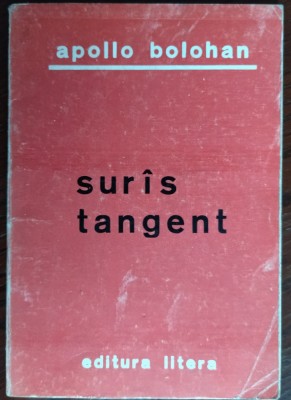 apollo bolohan
surîs
tangent
editura litera